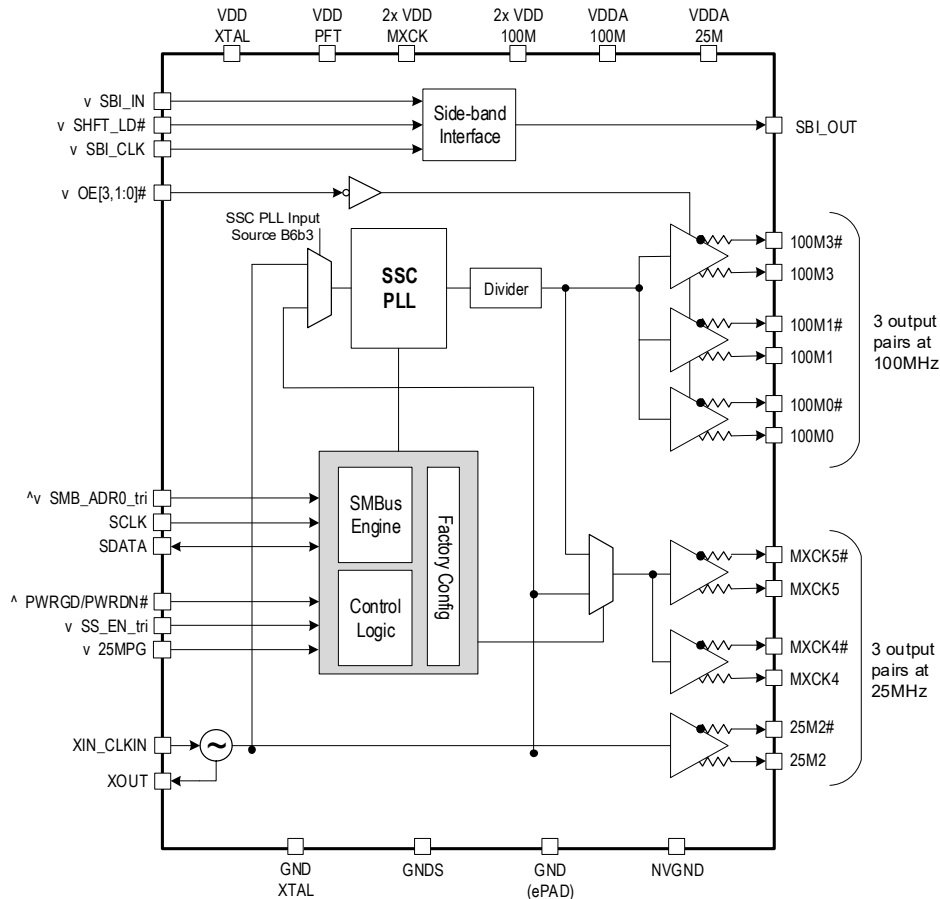 VDD
XTAL
VDD
PFT
2x VDD
MXCK
2x VDD
100M
VDDA
100M
VDDA
25M
v SBI_IN
v SHFT_LD#
v SBI_CLK
Side-band
Interface
SBI_OUT
v OE[3,1:0]#
SSC PLL Input
Source B6b3
SSC
PLL
Divider
100M3#
100M3
100M1#
100M1
100M0#
100M0
3 output
pairs at
100MHz
^v SMB_ADR0_tri
SCLK
SDATA
^ PWRGD/PWRDN#
v SS_EN_tri
v 25MPG
SMBus
Engine
Control
Logic
Factory Config
MXCK5#
MXCK5
MXCK4#
MXCK4
25M2#
25M2
3 output
pairs at
25MHz
XIN_CLKIN
~
XOUT
GND
XTAL
GNDS
GND
(ePAD)
NVGND